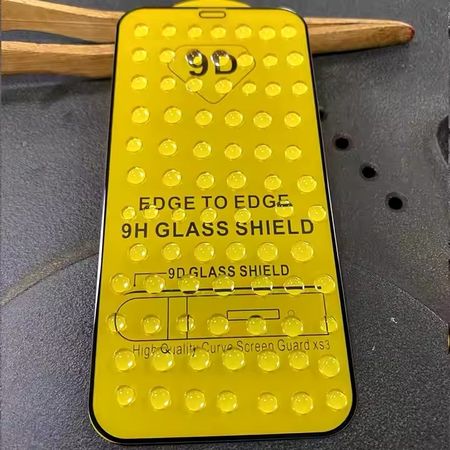 9D
EDGE TO EDGE
9H GLASS SHIELD
9D GLASS SHIELD
High Quality Curve Screen Guard xs3